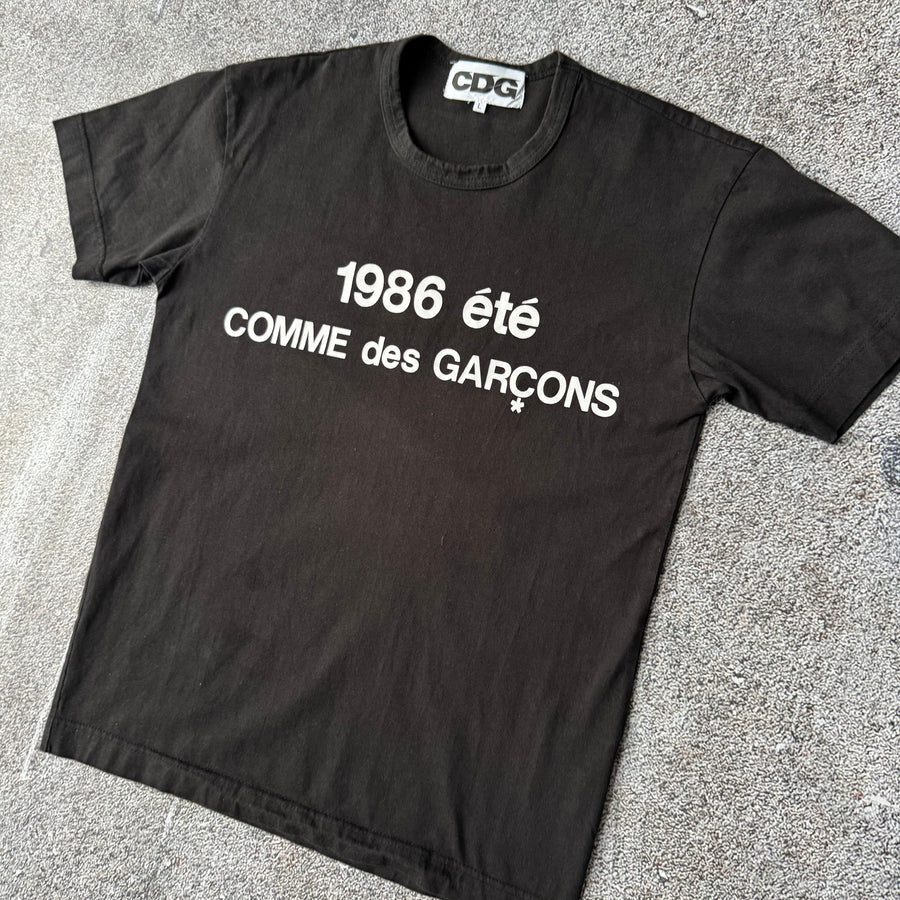 CDG
L
1986 été
COMME des GARÇONS
*